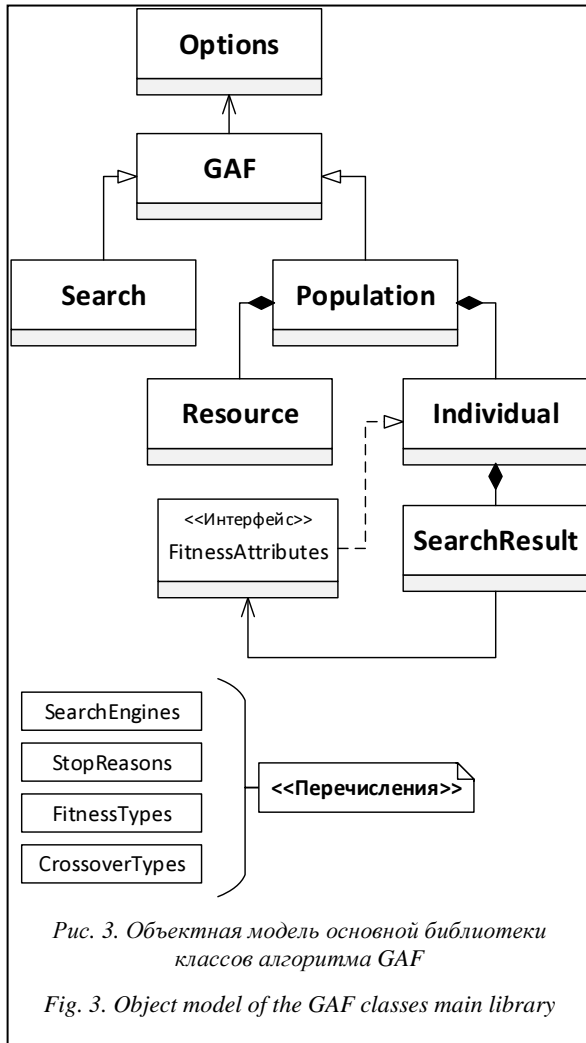 Options
GAF
Search
Population
Resource
Individual
<<Интерфейс>>
FitnessAttributes
SearchResult
SearchEngines
StopReasons
FitnessTypes
CrossoverTypes
<<Перечисления>>
Рис. 3. Объектная модель основной библиотеки
классов алгоритма GAF
Fig. 3. Object model of the GAF classes main library